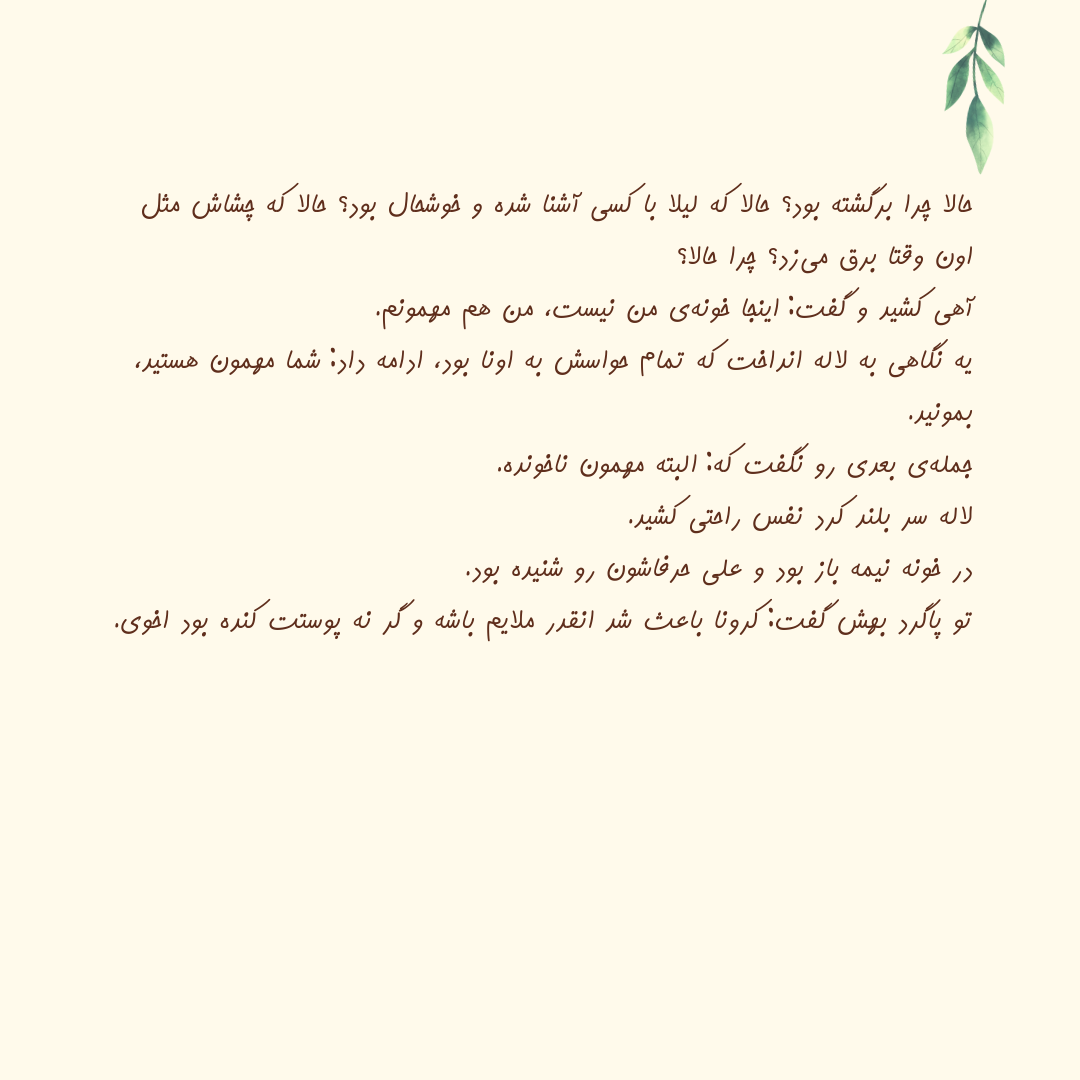 حالا چرا برگشته بود؟ حالا که لیلا با کسی آشنا شده و خوشحال بود؟ حالا که چشاش مثل
اون وقتا برق می‌زد؟ چرا حالا؟
آهی کشید و گفت: اینجا خونه‌ی من نیست، من هم مهمونم.
یه نگاهی به لاله انداخت که تمام حواسش به اونا بود، ادامه داد: شما مهمون هستید،
بمونید.
جمله‌ی بعدی رو نگفت که: البته مهمون ناخونده.
لاله سر بلند کرد نفس راحتی کشید.
در خونه نیمه باز بود و علی حرفاشون رو شنیده بود.
تو پاگرد بهش گفت: کرونا باعث شد انقدر ملایم باشه و گر نه پوستت کنده بود اخوی.